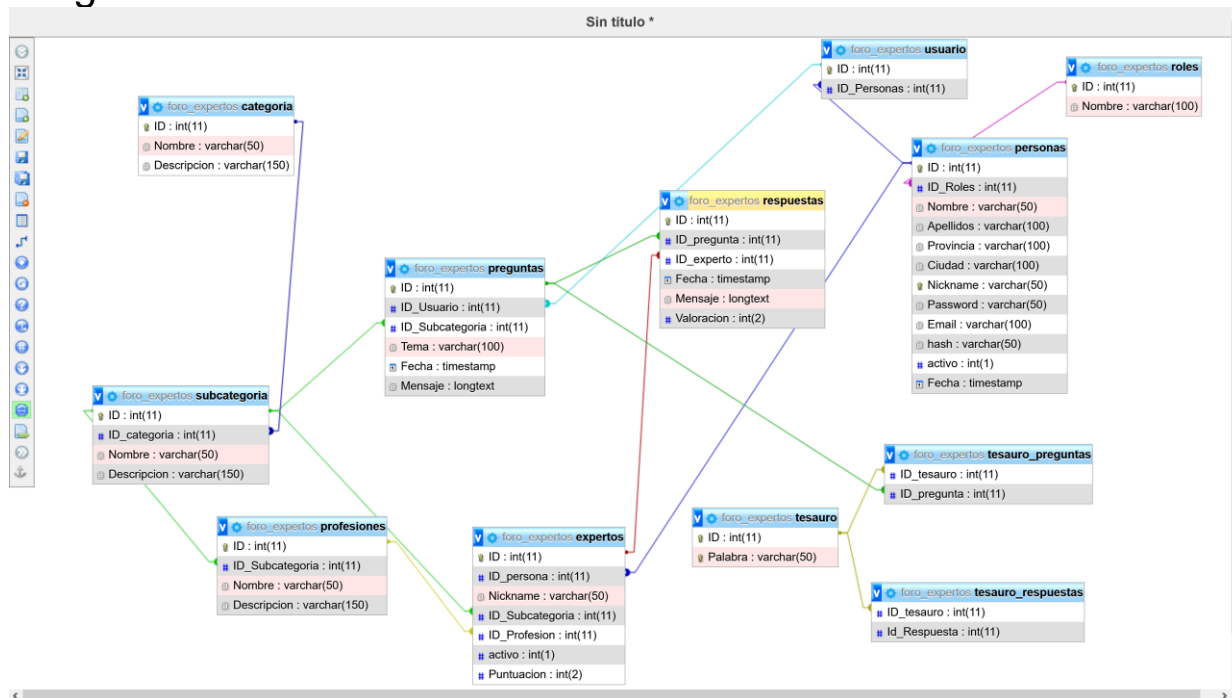 Sin título *
foro_expertos usuario
ID : int(11)
ID_Personas : int(11)
foro_expertos roles
ID : int(11)
Nombre : varchar(100)
foro_expertos categoria
ID : int(11)
Nombre : varchar(50)
Descripcion : varchar(150)
foro_expertos personas
ID : int(11)
ID_Roles : int(11)
Nombre : varchar(50)
Apellidos : varchar(100)
Provincia : varchar(100)
Ciudad : varchar(100)
Nickname : varchar(50)
Password : varchar(50)
Email : varchar(100)
hash : varchar(50)
activo : int(1)
Fecha : timestamp
foro_expertos respuestas
ID : int(11)
ID_pregunta : int(11)
ID_experto : int(11)
Fecha : timestamp
Mensaje : longtext
Valoracion : int(2)
foro_expertos preguntas
ID : int(11)
ID_Usuario : int(11)
ID_Subcategoria : int(11)
Tema : varchar(100)
Fecha : timestamp
Mensaje : longtext
foro_expertos subcategoria
ID : int(11)
ID_categoria : int(11)
Nombre : varchar(50)
Descripcion : varchar(150)
foro_expertos tesauro_preguntas
ID_tesauro : int(11)
ID_pregunta : int(11)
foro_expertos tesauro
ID : int(11)
Palabra : varchar(50)
foro_expertos profesiones
ID : int(11)
ID_Subcategoria : int(11)
Nombre : varchar(50)
Descripcion : varchar(150)
foro_expertos expertos
ID : int(11)
ID_persona : int(11)
Nickname : varchar(50)
ID_Subcategoria : int(11)
ID_Profesion : int(11)
activo : int(1)
Puntuacion : int(2)
foro_expertos tesauro_respuestas
ID_tesauro : int(11)
Id_Respuesta : int(11)